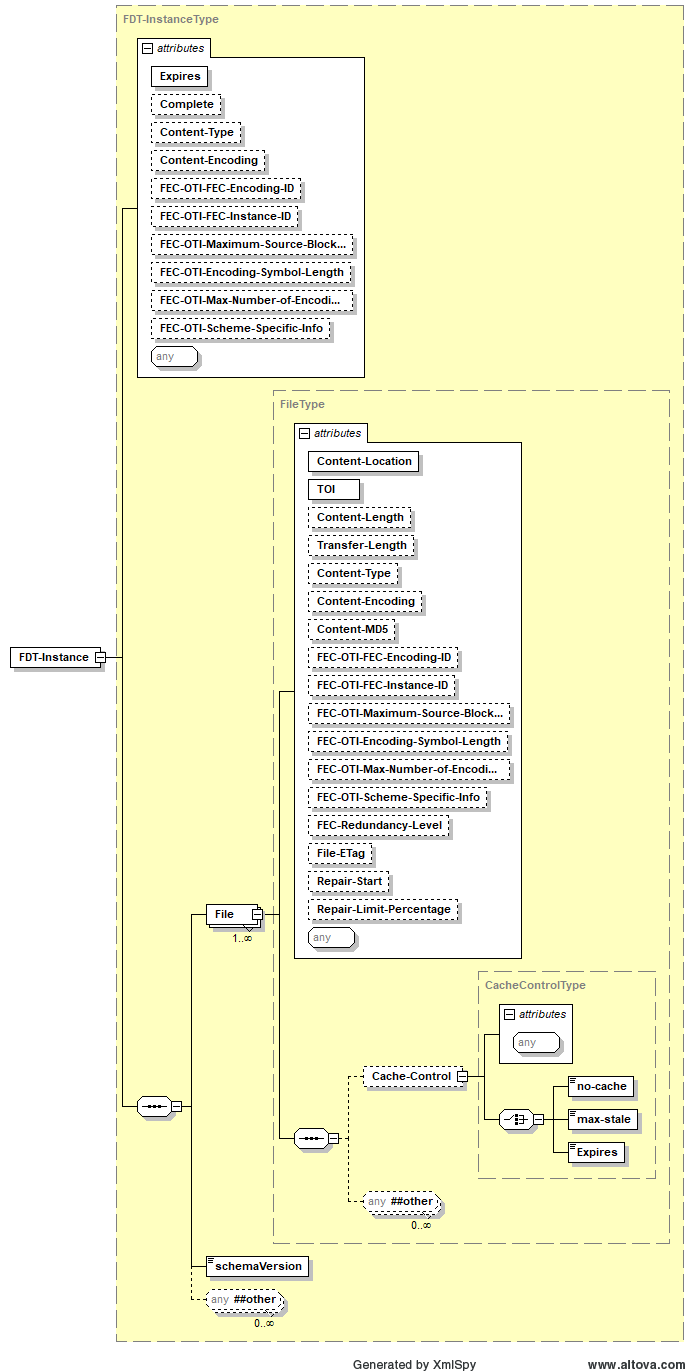 FDT-InstanceType
attributes
Expires
Complete
Content-Type
Content-Encoding
FEC-OTI-FEC-Encoding-ID
FEC-OTI-FEC-Instance-ID
FEC-OTI-Maximum-Source-Block...
FEC-OTI-Encoding-Symbol-Length
FEC-OTI-Max-Number-of-Encodi...
FEC-OTI-Scheme-Specific-Info
any
FileType
attributes
Content-Location
TOI
Content-Length
Transfer-Length
Content-Type
Content-Encoding
Content-MD5
FEC-OTI-FEC-Encoding-ID
FEC-OTI-FEC-Instance-ID
FEC-OTI-Maximum-Source-Block...
FEC-OTI-Encoding-Symbol-Length
FEC-OTI-Max-Number-of-Encodi...
FEC-OTI-Scheme-Specific-Info
FEC-Redundancy-Level
File-ETag
Repair-Start
Repair-Limit-Percentage
any
FDT-Instance
File
1..∞
CacheControlType
attributes
any
Cache-Control
no-cache
max-stale
Expires
any ##other
0..∞
schemaVersion
any ##other
0..∞
Generated by XmlSpy
www.altova.com